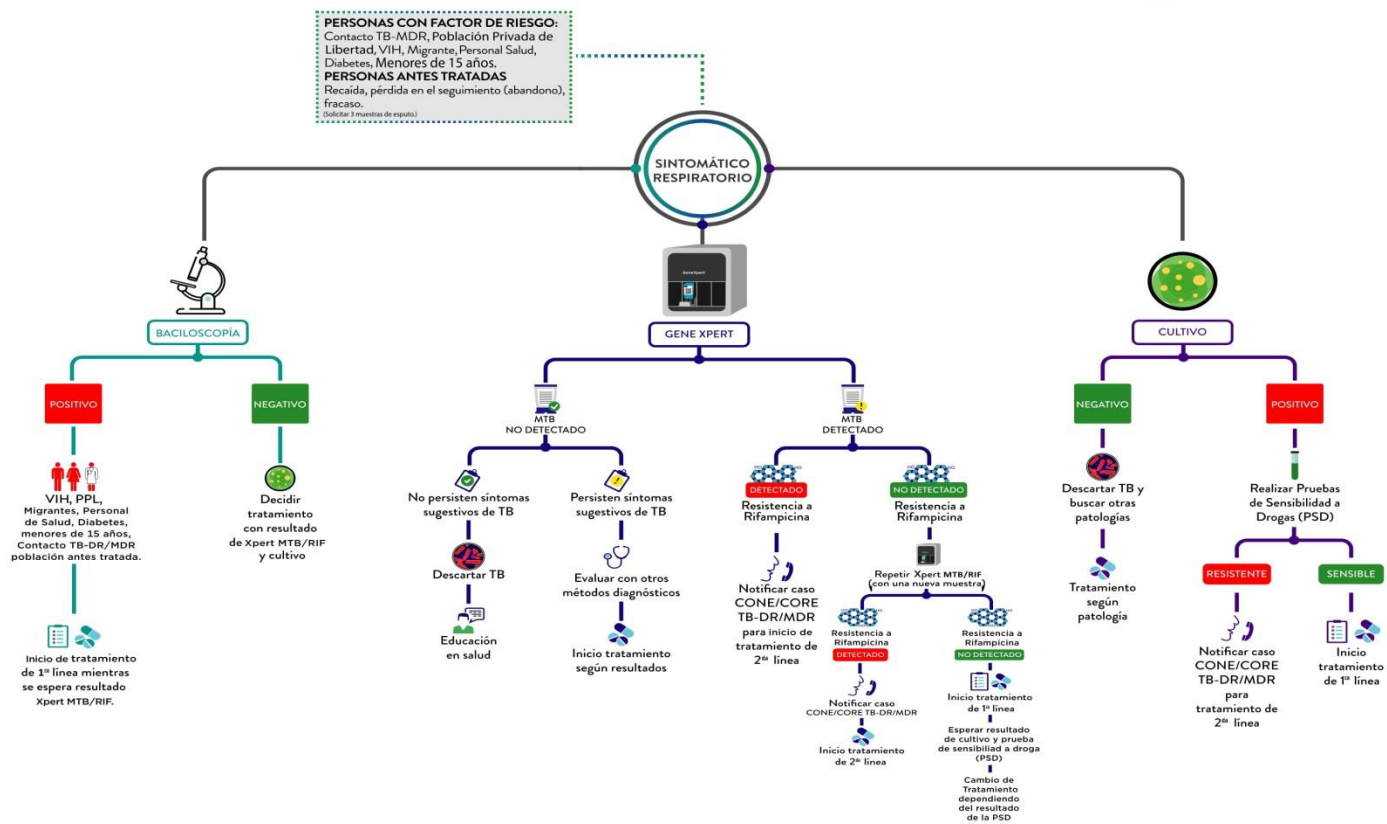 PERSONAS CON FACTOR DE RIESGO:
Contacto TB-MDR, Población Privada de
Libertad, VIH, Migrante, Personal Salud,
Diabetes, Menores de 15 años.
PERSONAS ANTES TRATADAS
Recaída, pérdida en el seguimiento (abandono),
fracaso.
(Solicitar 3 muestras de esputo.)
SINTOMÁTICO
RESPIRATORIO
BACILOSCOPÍA
POSITIVO
VIH, PPL,
Migrantes, Personal
de Salud, Diabetes,
menores de 15 años,
Contacto TB-DR/MDR
población antes tratada.
Inicio de tratamiento
de 1ra línea mientras
se espera resultado
Xpert MTB/RIF.
NEGATIVO
Decidir
tratamiento
con resultado
de Xpert MTB/RIF
y cultivo
GeneXpert
GENE XPERT
MTB
NO DETECTADO
No persisten síntomas
sugestivos de TB
Descartar TB
Educación
en salud
Persisten síntomas
sugestivos de TB
Evaluar con otros
métodos diagnósticos
Inicio tratamiento
según resultados
MTB
DETECTADO
DETECTADO
Resistencia a
Rifampicina
Notificar caso
CONE/CORE
TB-DR/MDR
para inicio de
tratamiento de
2da línea
NO DETECTADO
Resistencia a
Rifampicina
Repetir Xpert MTB/RIF
(con una nueva muestra)
Resistencia a
Rifampicina
DETECTADO
Notificar caso
CONE/CORE TB-DR/MDR
Inicio tratamiento
de 2da línea
Resistencia a
Rifampicina
NO DETECTADO
Inicio tratamiento
de 1a línea
Esperar resultado
de cultivo y prueba
de sensibiliad a droga
(PSD)
Cambio de
Tratamiento
dependiendo
del resultado
de la PSD
CULTIVO
NEGATIVO
Descartar TB y
buscar otras
patologías
Tratamiento
según
patología
POSITIVO
Realizar Pruebas
de Sensibilidad a
Drogas (PSD)
RESISTENTE
Notificar caso
CONE/CORE
TB-DR/MDR
para
tratamiento de
2da línea
SENSIBLE
Inicio
tratamiento
de 1ra línea